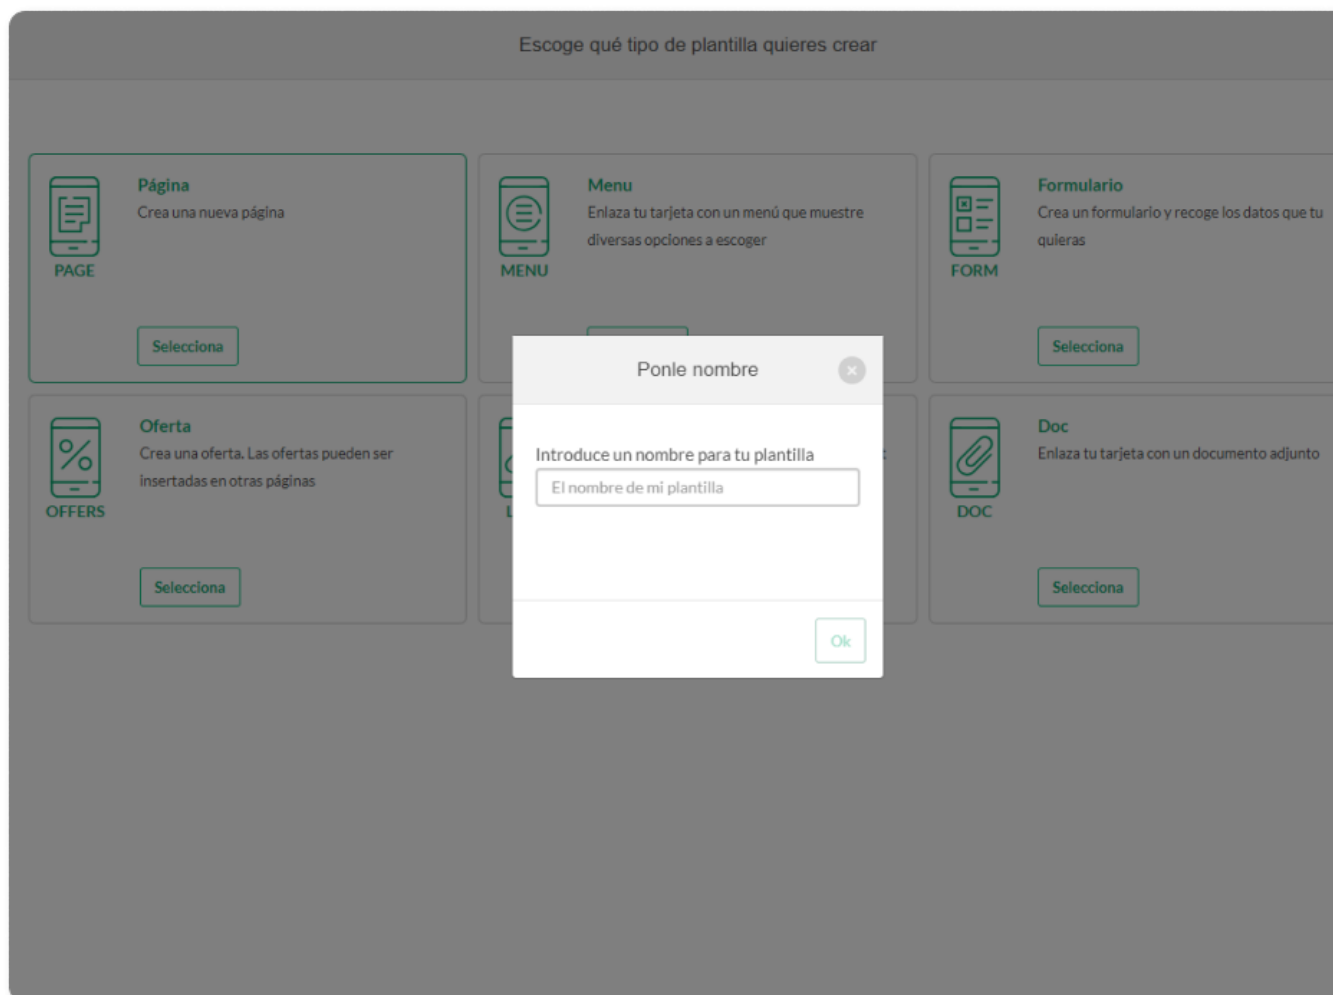 Escoge qué tipo de plantilla quieres crear
Página
Crea una nueva página
PAGE
Selecciona
Menu
Enlaza tu tarjeta con un menú que muestre
diversas opciones a escoger
MENU
Formulario
Crea un formulario y recoge los datos que tu
quieras
FORM
Selecciona
Oferta
Crea una oferta. Las ofertas pueden ser
insertadas en otras páginas
OFFERS
Selecciona
Doc
Enlaza tu tarjeta con un documento adjunto
DOC
Selecciona
Ponle nombre
Introduce un nombre para tu plantilla
El nombre de mi plantilla
Ok